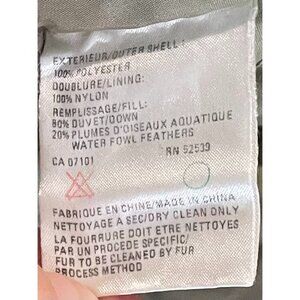 EXTERIEUR/OUTER SHELL:
100% POLYESTER
DOUBLURE/LINING:
100% NYLON
REMPLISSAGE/FILL:
80% DUVET/DOWN
20% PLUMES D'OISEAUX AQUATIQUE
WATER FOWL FEATHERS
CA 07101 RN 52539
FABRIQUE EN CHINE/MADE IN CHINA
NETTOYAGE A SEC/DRY CLEAN ONLY
LA FOURRURE DOIT ETRE NETTOYES
PAR UN PROCEDE SPECIFIC/
FUR TO BE CLEANED BY FUR
PROCESS METHOD